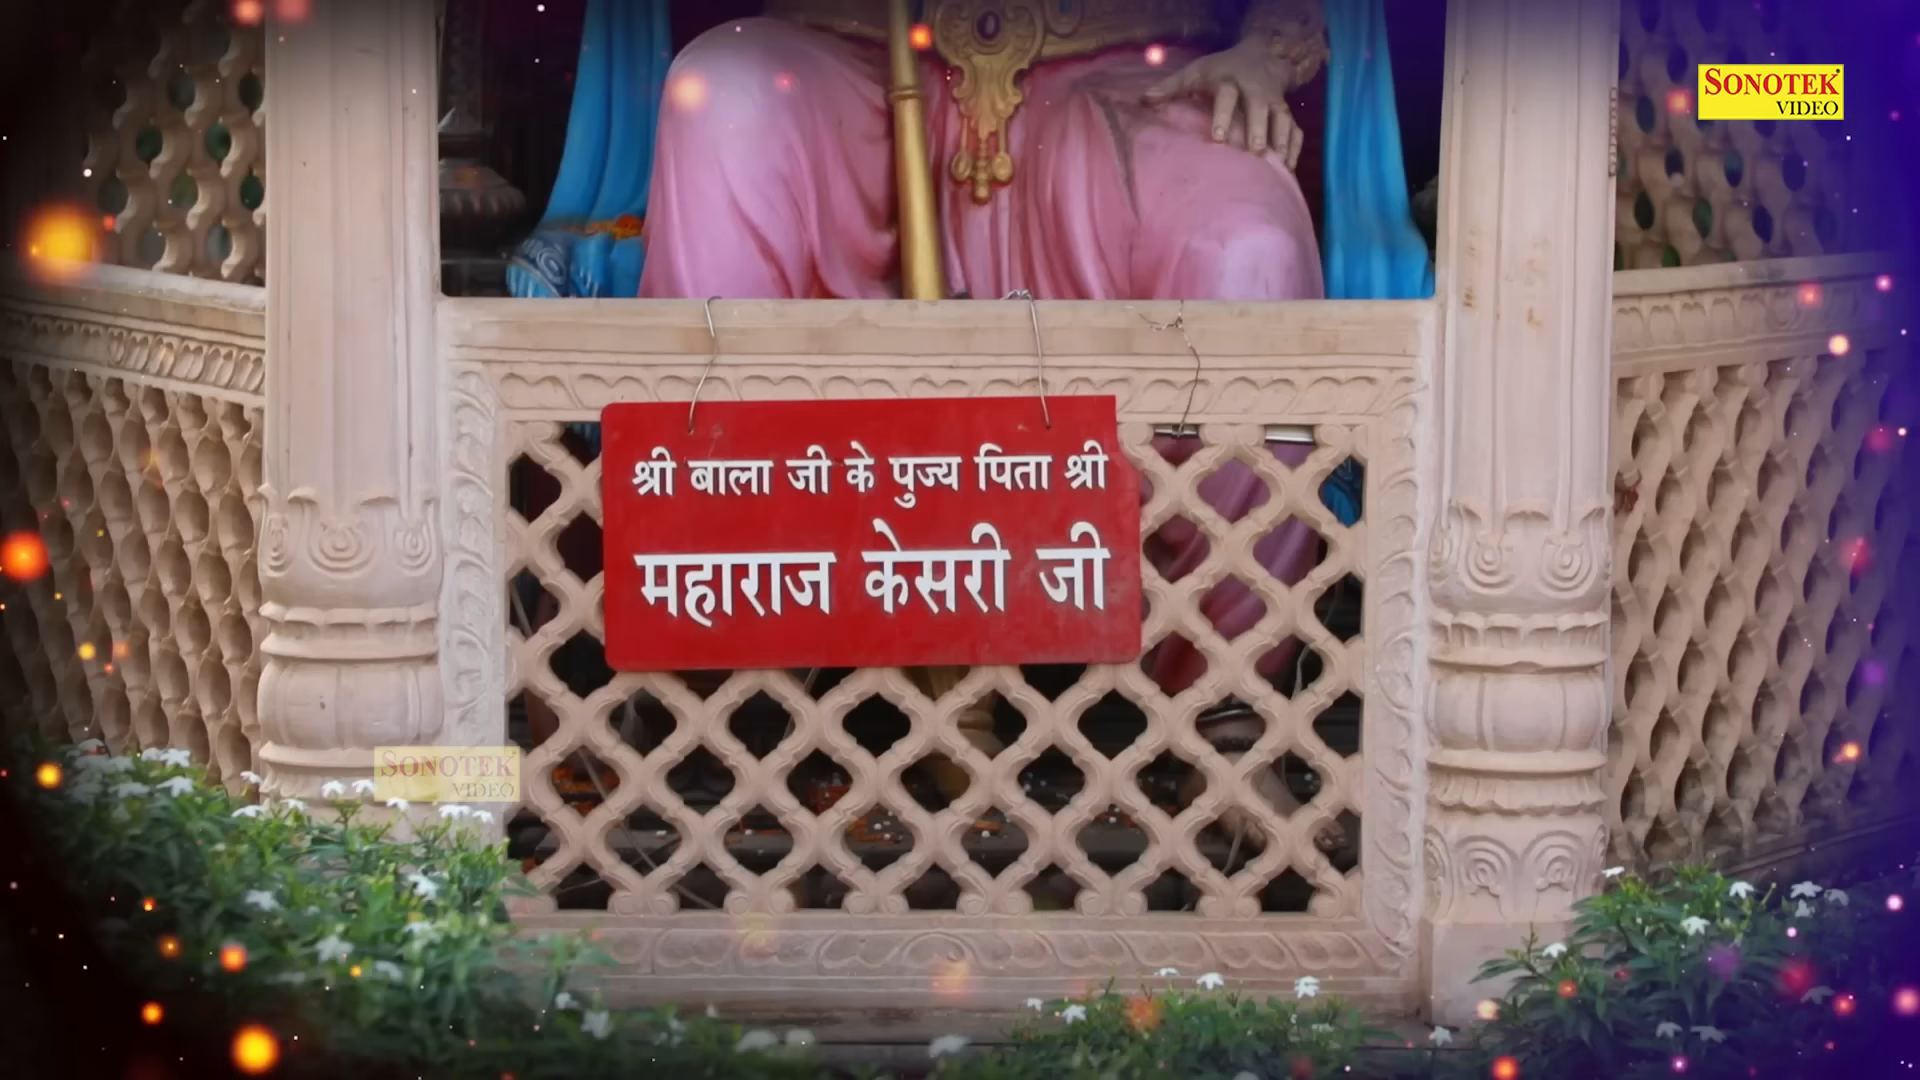 SONOTEK
VIDEO
श्री बाला जी के पुज्य पिता श्री
महाराज केसरी जी
SONOTEK
VIDEO